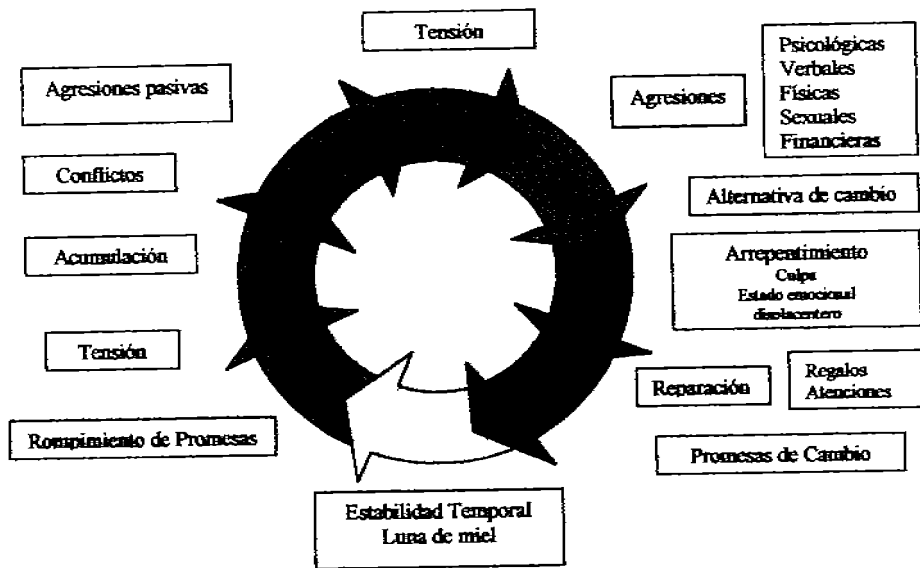 Tensión
Agresiones
Psicológicas
Verbales
Físicas
Sexuales
Financieras
Alternativa de cambio
Arrepentimiento
Culpa
Estado emocional
displacentero
Reparación
Regalos
Atenciones
Promesas de Cambio
Estabilidad Temporal
Luna de miel
Rompimiento de Promesas
Tensión
Acumulación
Conflictos
Agresiones pasivas